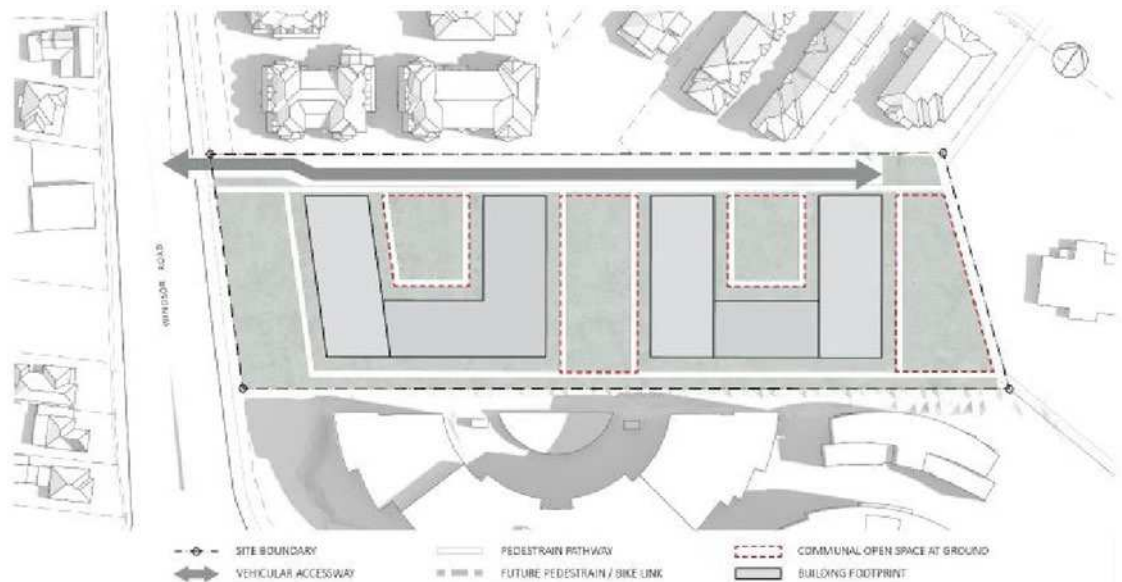 WINDSOR ROAD
SITE BOUNDARY
PEDESTRAIN PATHWAY
COMMUNAL OPEN SPACE AT GROUND
VEHICULAR ACCESSWAY
FUTURE PEDESTRAIN / BIKE LINK
BUILDING FOOTPRINT